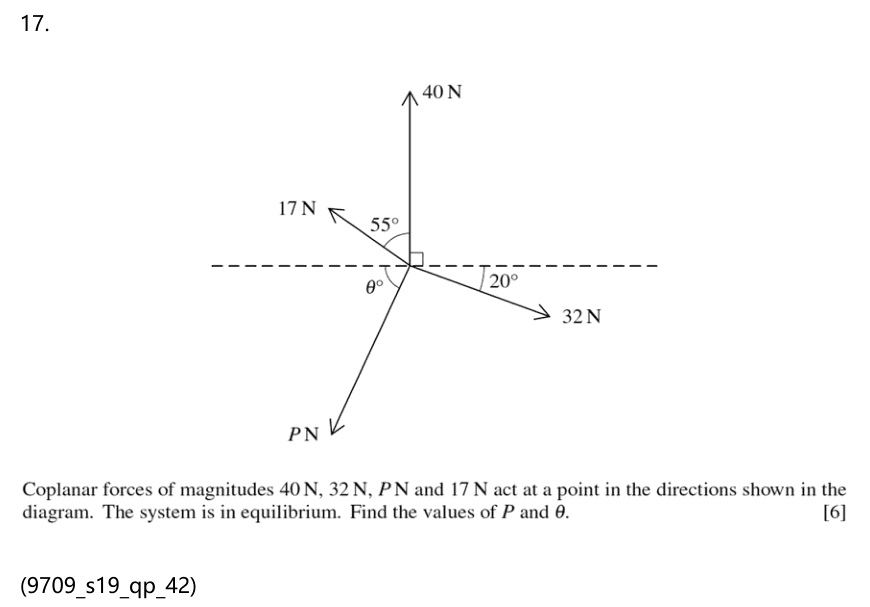 17.
40 N
17 N
55°
θ°
20°
32 N
P N
Coplanar forces of magnitudes 40 N, 32 N, P N and 17 N act at a point in the directions shown in the
diagram. The system is in equilibrium. Find the values of P and θ. [6]
(9709_s19_qp_42)